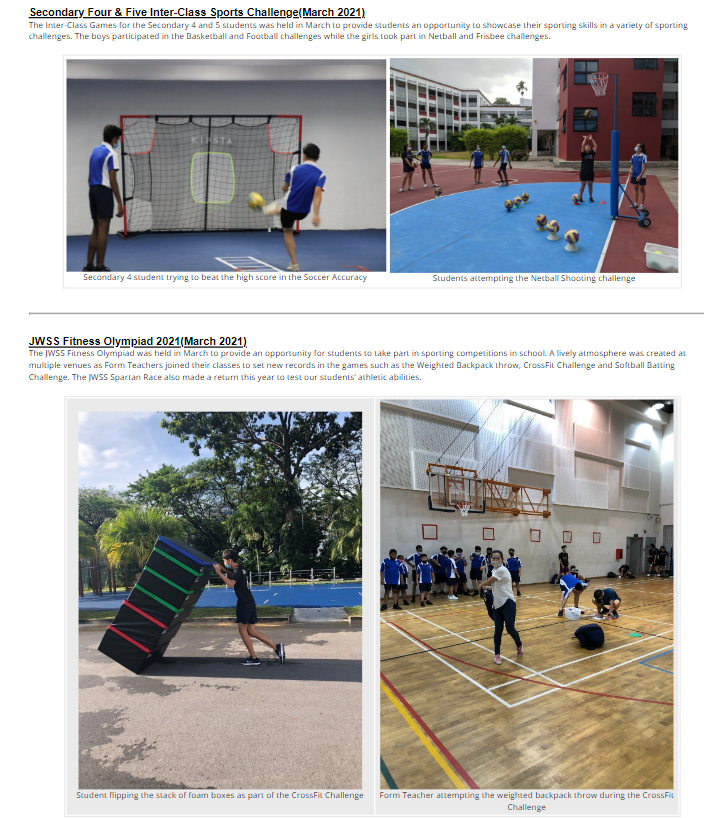 Secondary Four & Five Inter-Class Sports Challenge(March 2021)
The Inter-Class Games for the Secondary 4 and 5 students was held in March to provide students an opportunity to showcase their sporting skills in a variety of sporting
challenges. The boys participated in the Basketball and Football challenges while the girls took part in Netball and Frisbee challenges.
KIPSTA
Secondary 4 student trying to beat the high score in the Soccer Accuracy
Students attempting the Netball Shooting challenge
JWSS Fitness Olympiad 2021(March 2021)
The JWSS Fitness Olympiad was held in March to provide an opportunity for students to take part in sporting competitions in school. A lively atmosphere was created at
multiple venues as Form Teachers joined their classes to set new records in the games such as the Weighted Backpack throw, CrossFit Challenge and Softball Batting
Challenge. The JWSS Spartan Race also made a return this year to test our students' athletic abilities.
Student flipping the stack of foam boxes as part of the CrossFit Challenge
Form Teacher attempting the weighted backpack throw during the CrossFit
Challenge